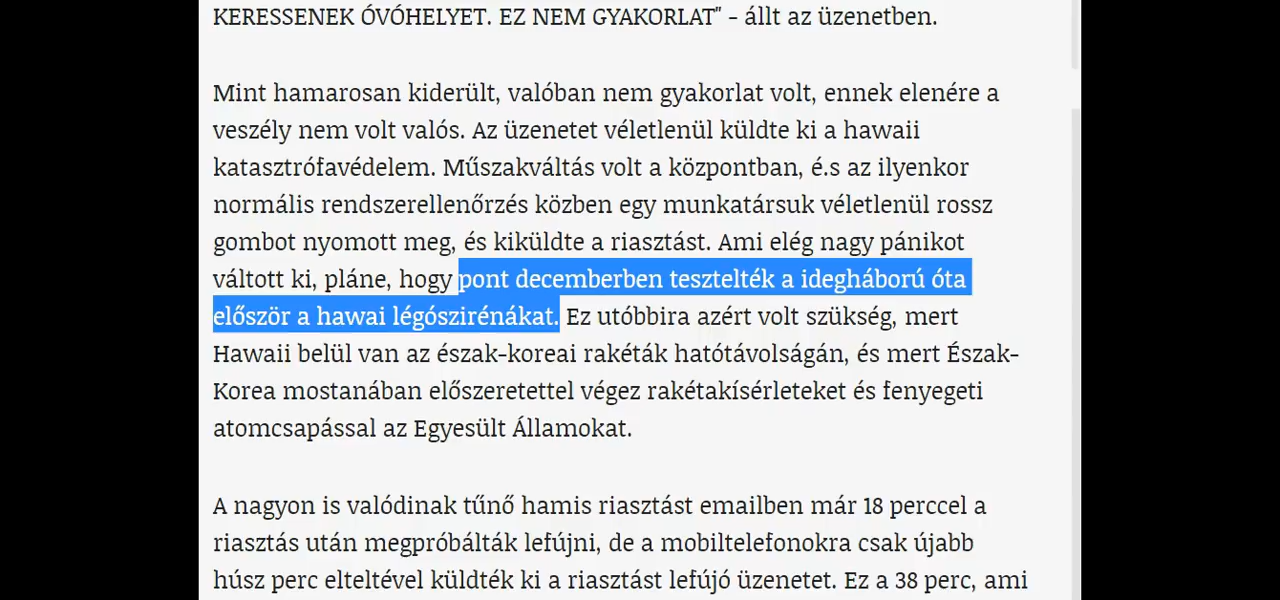 KERESSENEK ÓVÓHELYET. EZ NEM GYAKORLAT" - állt az üzenetben.
Mint hamarosan kiderült, valóban nem gyakorlat volt, ennek elenére a
veszély nem volt valós. Az üzenetet véletlenül küldte ki a hawaii
katasztrófavédelem. Műszakváltás volt a központban, é.s az ilyenkor
normális rendszerellenőrzés közben egy munkatársuk véletlenül rossz
gombot nyomott meg, és kiküldte a riasztást. Ami elég nagy pánikot
váltott ki, pláne, hogy pont decemberben tesztelték a idegháború óta
először a hawai légószirénákat. Ez utóbbira azért volt szükség, mert
Hawaii belül van az észak-koreai rakéták hatótávolságán, és mert Észak-
Korea mostanában előszeretettel végez rakétakísérleteket és fenyegeti
atomcsapással az Egyesült Államokat.
A nagyon is valódinak tűnő hamis riasztást emailben már 18 perccel a
riasztás után megpróbálták lefújni, de a mobiltelefonokra csak újabb
húsz perc elteltével küldték ki a riasztást lefújó üzenetet. Ez a 38 perc, ami